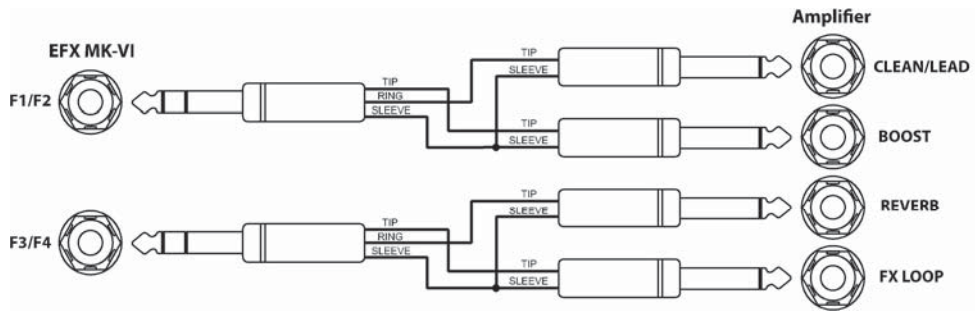 Amplifier
EFX MK-VI
F1/F2
TIP
RING
SLEEVE
TIP
SLEEVE
CLEAN/LEAD
TIP
SLEEVE
BOOST
F3/F4
TIP
RING
SLEEVE
TIP
SLEEVE
REVERB
TIP
SLEEVE
FX LOOP